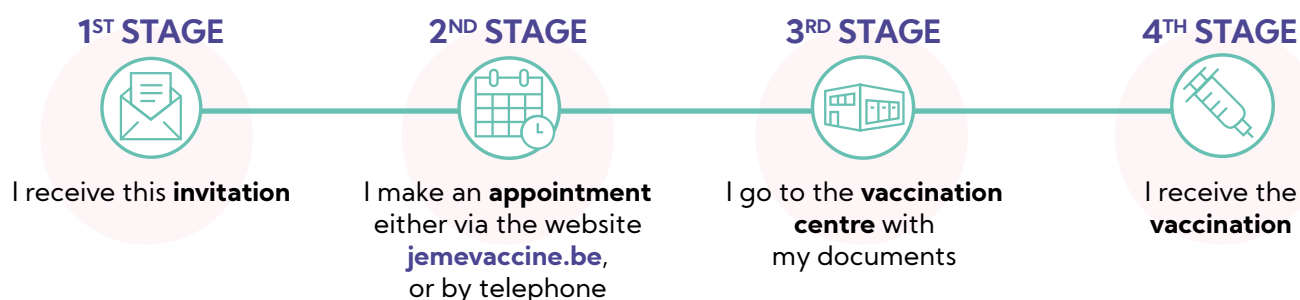 1ST STAGE
I receive this invitation
2ND STAGE
I make an appointment
either via the website
jemevaccine.be,
or by telephone
3RD STAGE
I go to the vaccination
centre with
my documents
4TH STAGE
I receive the
vaccination